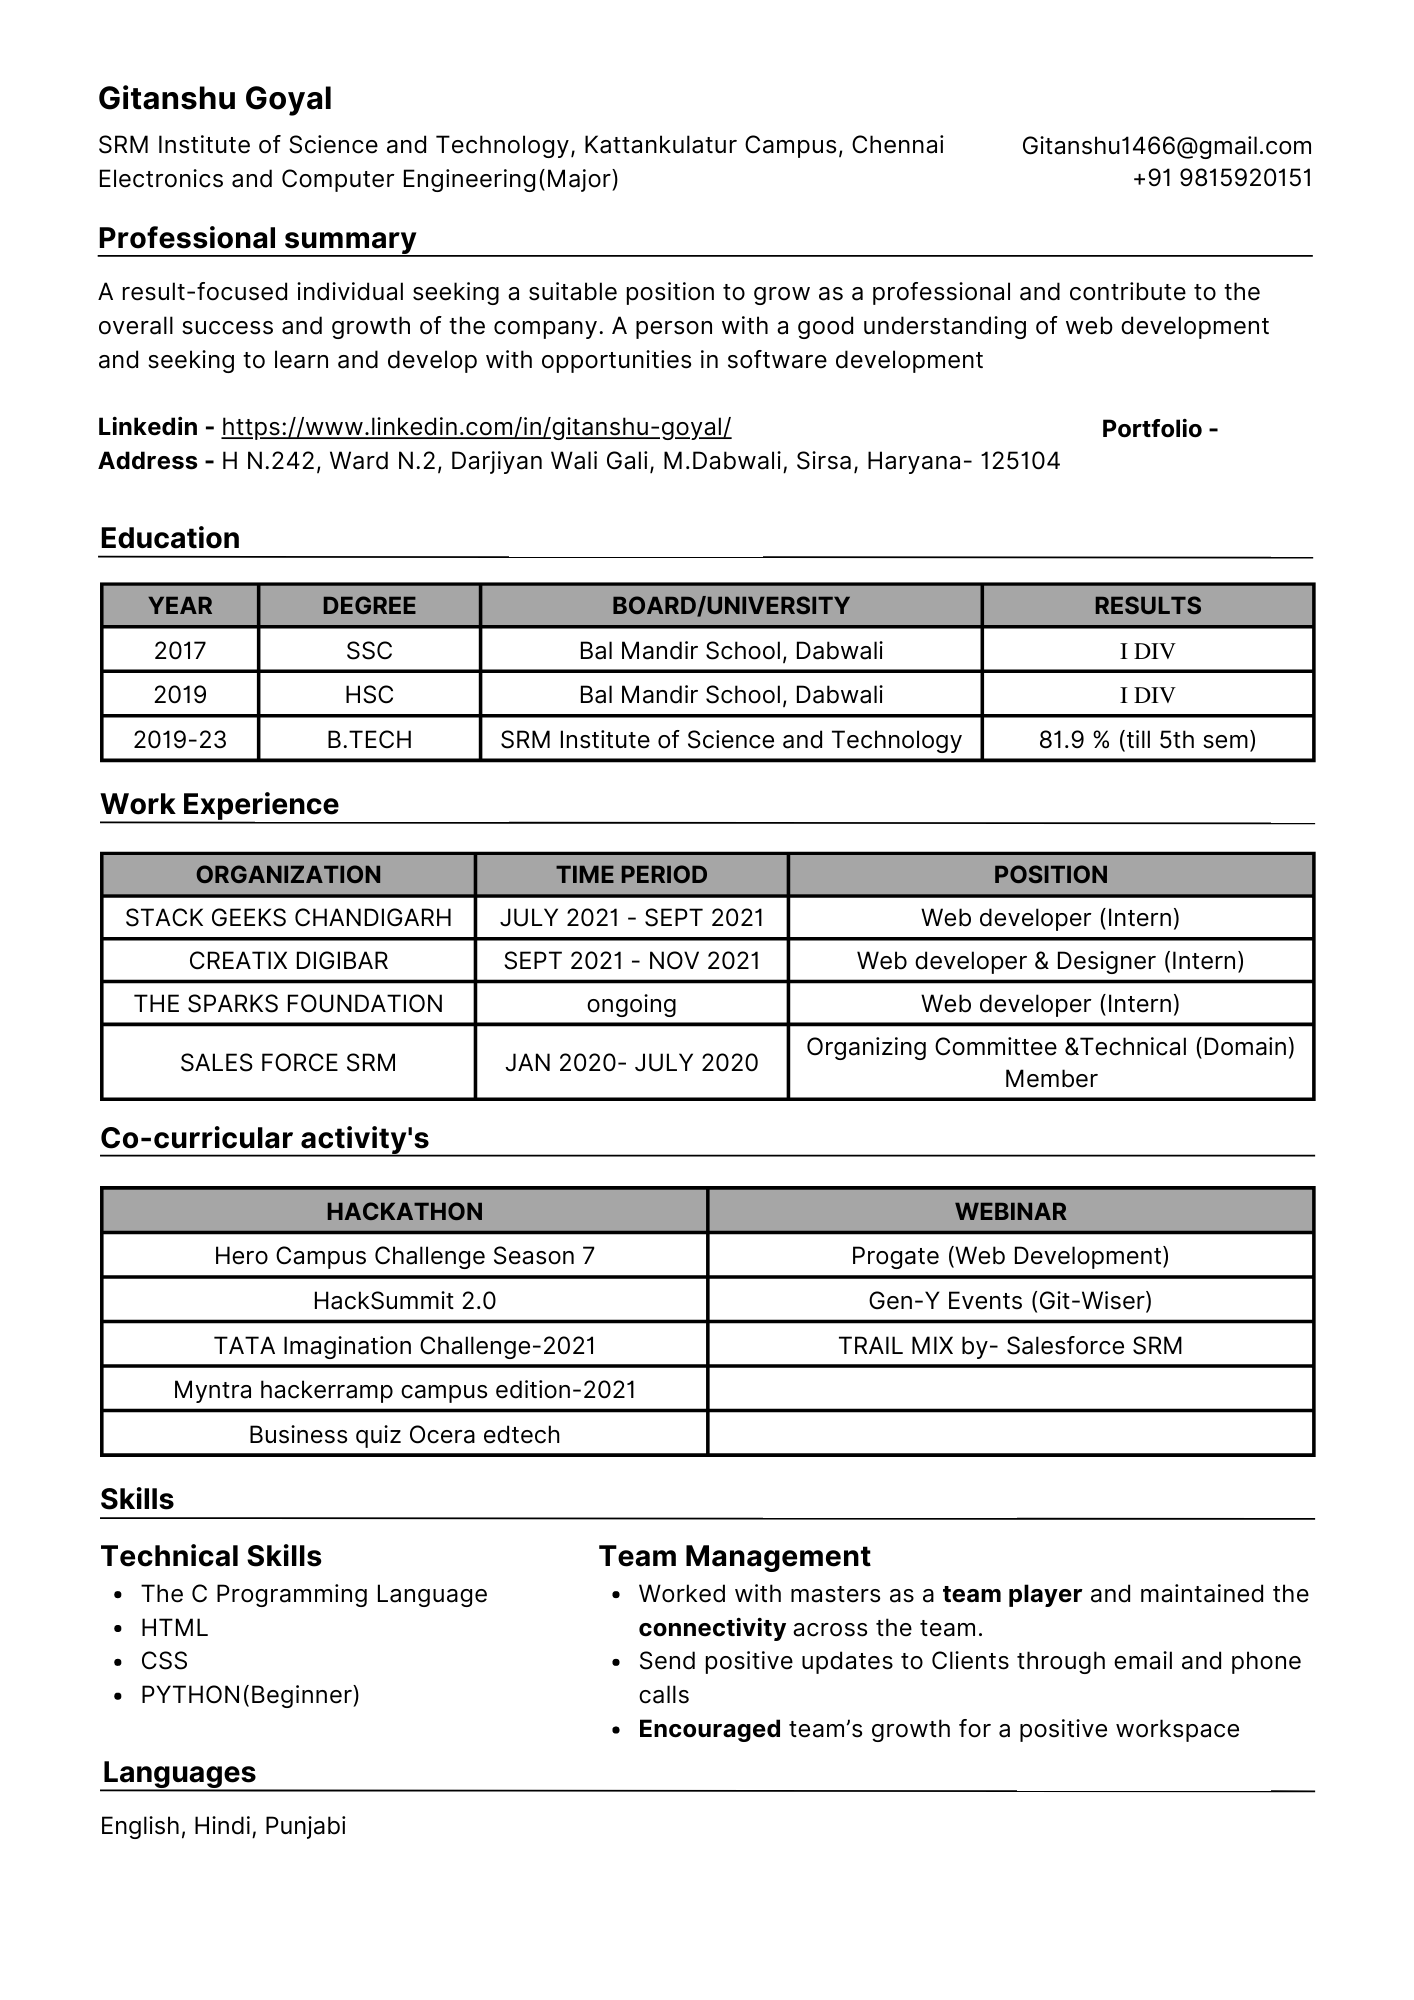 Gitanshu Goyal
SRM Institute of Science and Technology, Kattankulatur Campus, Chennai
Electronics and Computer Engineering(Major)
Gitanshu1466@gmail.com
+91 9815920151
Professional summary
A result-focused individual seeking a suitable position to grow as a professional and contribute to the
overall success and growth of the company. A person with a good understanding of web development
and seeking to learn and develop with opportunities in software development
Linkedin - https://www.linkedin.com/in/gitanshu-goyal/ Portfolio -
Address - H N.242, Ward N.2, Darjiyan Wali Gali, M.Dabwali, Sirsa, Haryana- 125104
Education
YEAR DEGREE BOARD/UNIVERSITY RESULTS
2017 SSC Bal Mandir School, Dabwali I DIV
2019 HSC Bal Mandir School, Dabwali I DIV
2019-23 B.TECH SRM Institute of Science and Technology 81.9 % (till 5th sem)
Work Experience
ORGANIZATION TIME PERIOD POSITION
STACK GEEKS CHANDIGARH JULY 2021 - SEPT 2021 Web developer (Intern)
CREATIX DIGIBAR SEPT 2021 - NOV 2021 Web developer & Designer (Intern)
THE SPARKS FOUNDATION ongoing Web developer (Intern)
SALES FORCE SRM JAN 2020- JULY 2020 Organizing Committee &Technical (Domain)
Member
Co-curricular activity's
HACKATHON WEBINAR
Hero Campus Challenge Season 7 Progate (Web Development)
HackSummit 2.0 Gen-Y Events (Git-Wiser)
TATA Imagination Challenge-2021 TRAIL MIX by- Salesforce SRM
Myntra hackerramp campus edition-2021
Business quiz Ocera edtech
Skills
Technical Skills
• The C Programming Language
• HTML
• CSS
• PYTHON(Beginner)
Team Management
• Worked with masters as a team player and maintained the
connectivity across the team.
• Send positive updates to Clients through email and phone
calls
• Encouraged team’s growth for a positive workspace
Languages
English, Hindi, Punjabi